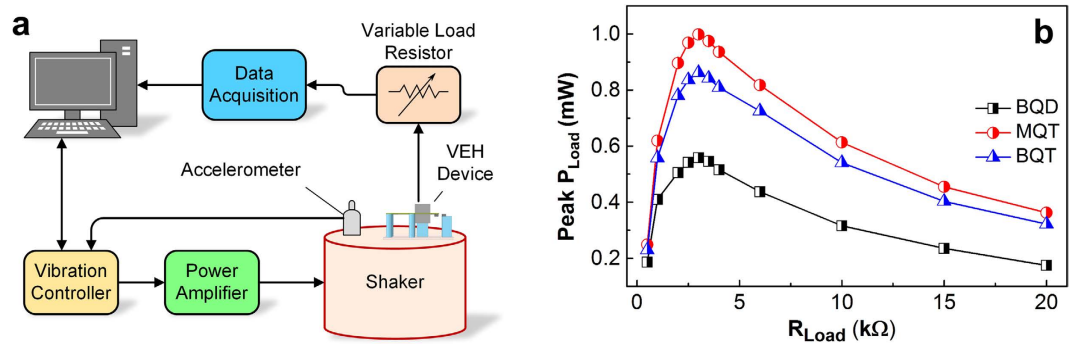 a
Variable Load
Resistor
Data
Acquisition
VEH
Device
Accelerometer
Vibration
Controller
Power
Amplifier
Shaker
b
Peak P_Load (mW)
1.0
0.8
0.6
0.4
0.2
BQD
MQT
BQT
0 5 10 15 20
R_Load (kΩ)